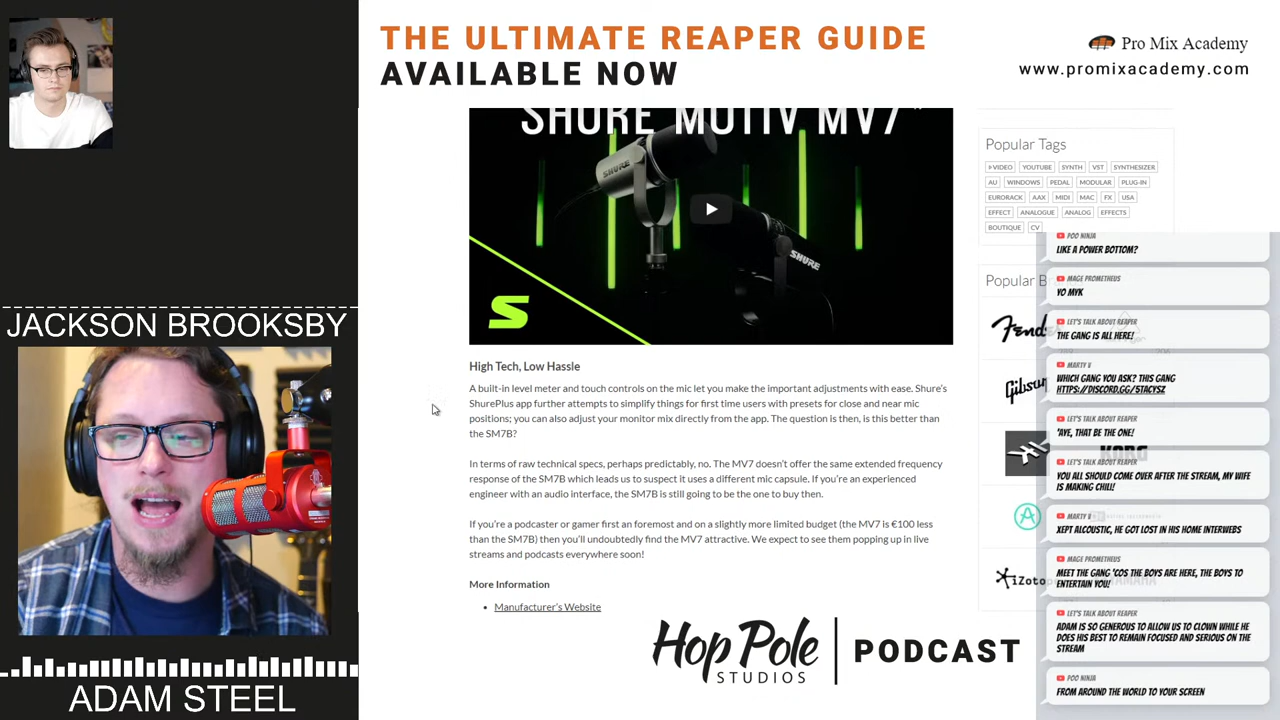 THE ULTIMATE REAPER GUIDE
AVAILABLE NOW
Pro Mix Academy
www.promixacademy.com
SHURE MOTIV MV7
SHURE
SHURE
S
High Tech, Low Hassle
A built-in level meter and touch controls on the mic let you make the important adjustments with ease. Shure's
SharePlus app further attempts to simplify things for first time users with presets for close and near mic
positions; you can also adjust your monitor mix directly from the app. The question is then, is this better than
the SM7B?
In terms of raw technical specs, perhaps predictably, no. The MV7 doesn't offer the same extended frequency
response of the SM7B which leads us to suspect it uses a different mic capsule. If you're an experienced
engineer with an audio interface, the SM7B is still going to be the one to buy then.
If you're a podcaster or gamer first an foremost and on a slightly more limited budget (the MV7 is €100 less
than the SM7B) then you'll undoubtedly find the MV7 attractive. We expect to see them popping up in live
streams and podcasts everywhere soon!
More Information
• Manufacturer's Website
Popular Tags
VIDEO YOUTUBE SYNTH VST SYNTHESIZER
AU WINDOWS PEDAL MODULAR PLUG-IN
EURORACK AAX MIDI MAC FX USA
EFFECT ANALOGUE ANALOG EFFECTS
BOUTIQUE CV
Popular
Fender
Gibson
KORG
iZotope
YAMAHA
POO NINJA
LIKE A POWER BOTTOM?
MAGE PROMETHEUS
YO MYK
LET'S TALK ABOUT REAPER
THE GANG IS ALL HERE!
MARTY V
WHICH GANG YOU ASK? THIS GANG
HTTPS://DISCORD.GG/5TACYSZ
LET'S TALK ABOUT REAPER
'AYE, THAT BE THE ONE!
LET'S TALK ABOUT REAPER
YOU ALL SHOULD COME OVER AFTER THE STREAM, MY WIFE
IS MAKING CHILI!
MARTY V
XEPT ALCOUSTIC, HE GOT LOST IN HIS HOME INTERWEBS
MAGE PROMETHEUS
MEET THE GANG 'COS THE BOYS ARE HERE, THE BOYS TO
ENTERTAIN YOU!
LET'S TALK ABOUT REAPER
ADAM IS SO GENEROUS TO ALLOW US TO CLOWN WHILE HE
DOES HIS BEST TO REMAIN FOCUSED AND SERIOUS ON THE
STREAM
POO NINJA
FROM AROUND THE WORLD TO YOUR SCREEN
JACKSON BROOKSBY
ADAM STEEL
Hop Pole
STUDIOS
PODCAST